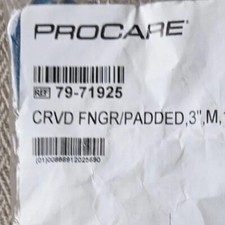 PROCARE®
REF 79-71925
CRVD FNGR/PADDED,3",M,